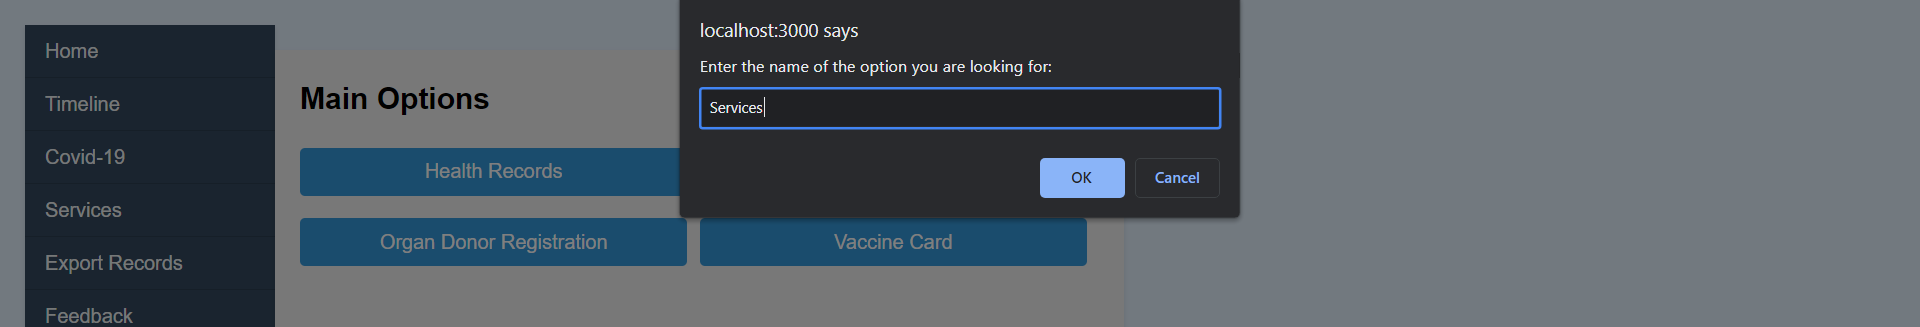 Home
Timeline
Covid-19
Services
Export Records
Feedback
Main Options
Health Records
Organ Donor Registration
Vaccine Card
localhost:3000 says
Enter the name of the option you are looking for:
Services
OK
Cancel